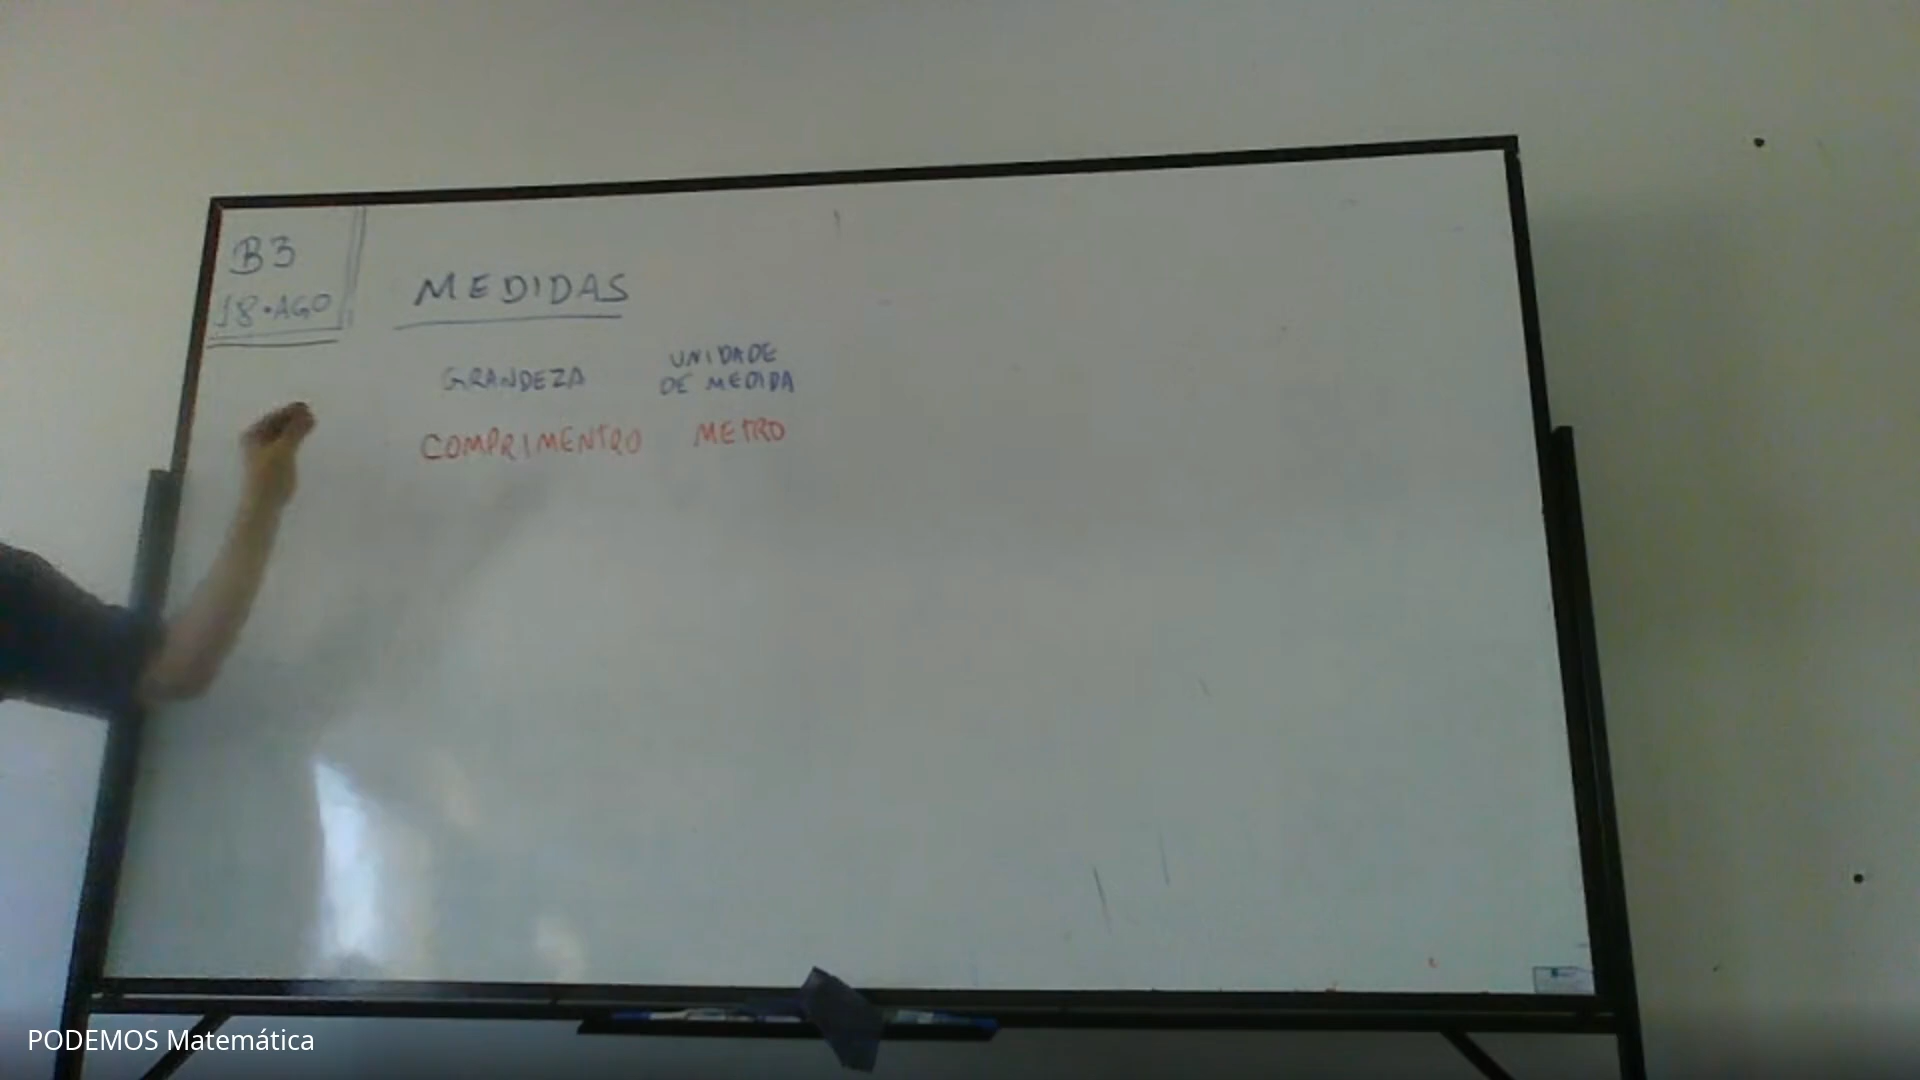 B3
18•AGO
MEDIDAS
GRANDEZA UNIDADE DE MEDIDA
COMPRIMENTRO METRO
PODEMOS Matemática